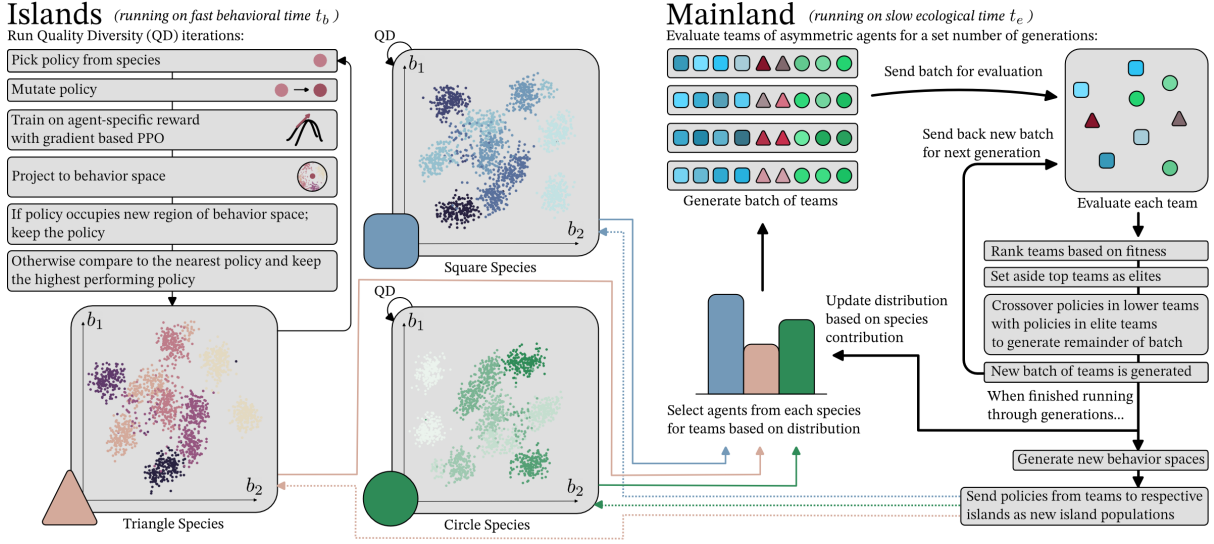 Islands (running on fast behavioral time t_b )
Run Quality Diversity (QD) iterations:
Pick policy from species
Mutate policy
Train on agent-specific reward
with gradient based PPO
Project to behavior space
If policy occupies new region of behavior space;
keep the policy
Otherwise compare to the nearest policy and keep
the highest performing policy
b_1
b_2
Triangle Species
QD
b_1
b_2
Square Species
QD
b_1
b_2
Circle Species
Mainland (running on slow ecological time t_e )
Evaluate teams of asymmetric agents for a set number of generations:
Generate batch of teams
Send batch for evaluation
Send back new batch
for next generation
Evaluate each team
Rank teams based on fitness
Set aside top teams as elites
Crossover policies in lower teams
with policies in elite teams
to generate remainder of batch
New batch of teams is generated
When finished running
through generations...
Update distribution
based on species
contribution
Select agents from each species
for teams based on distribution
Generate new behavior spaces
Send policies from teams to respective
islands as new island populations